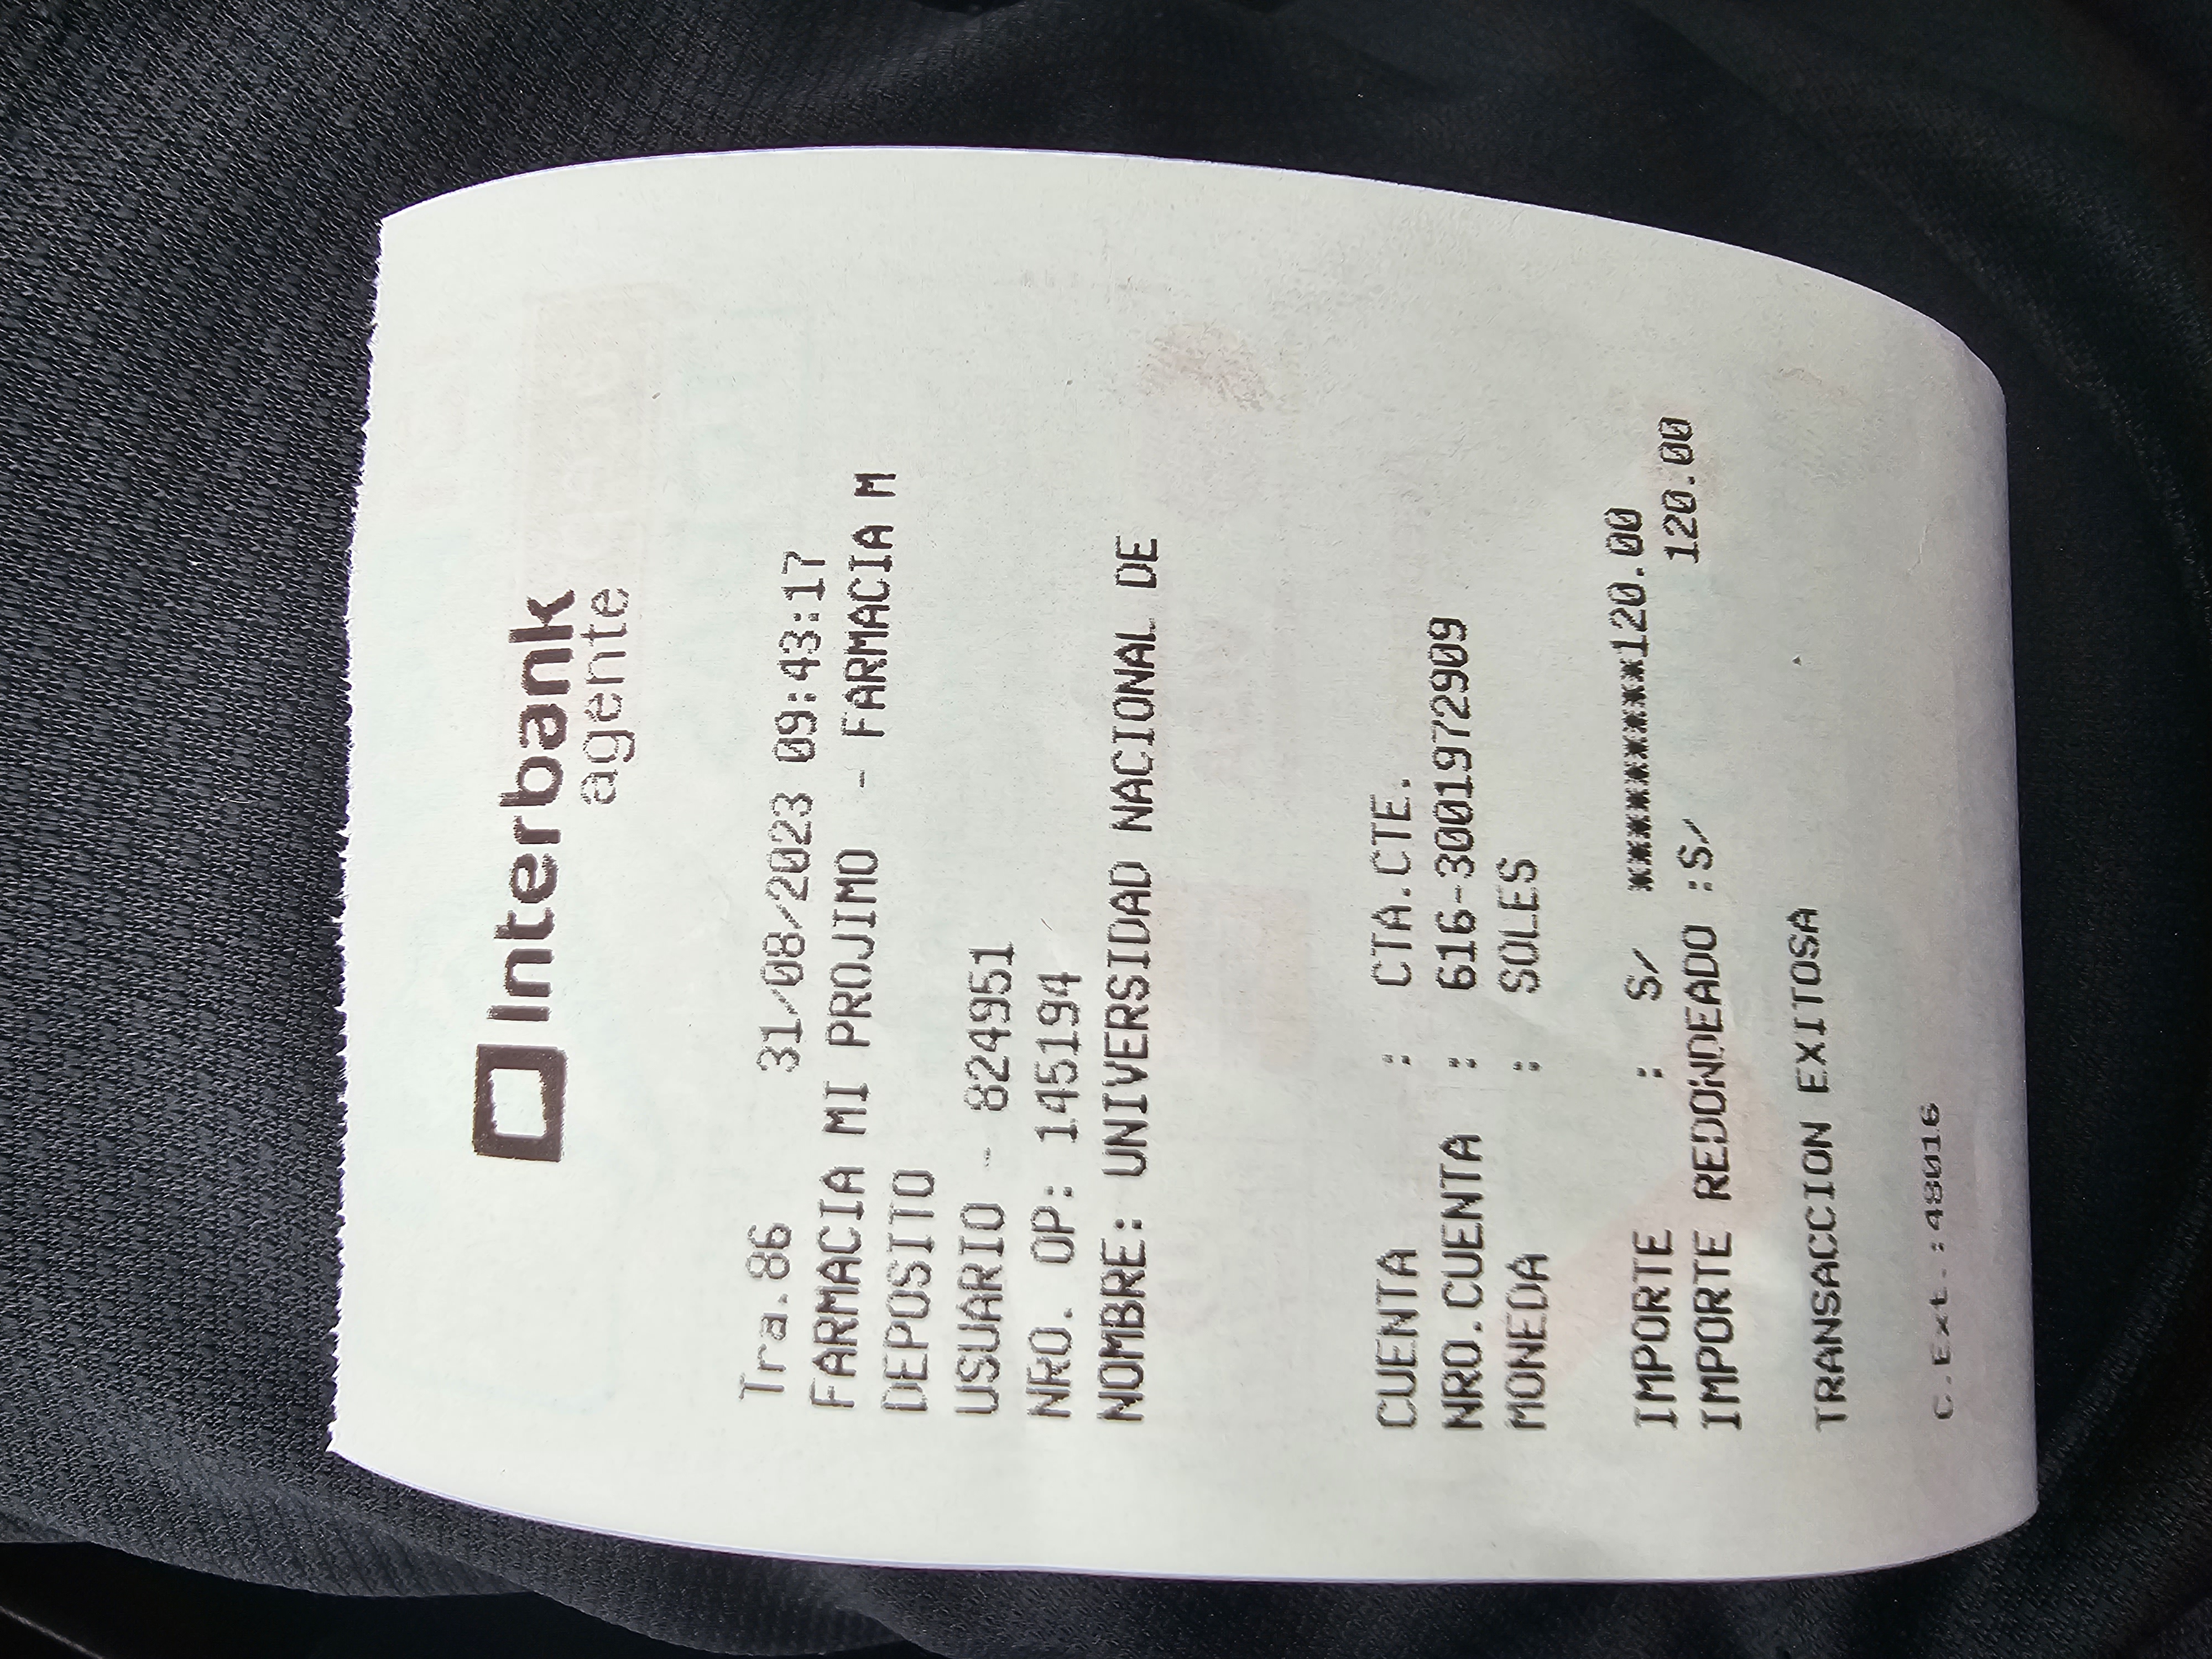 Interbank
agente
Tra.86 31/08/2023 09:43:17
FARMACIA MI PROJIMO - FARMACIA M
DEPOSITO
USUARIO - 824951
NRO. OP: 145194
NOMBRE: UNIVERSIDAD NACIONAL DE
CUENTA : CTA.CTE.
NRO.CUENTA : 616-3001972909
MONEDA : SOLES
IMPORTE : S/ ***********120.00
IMPORTE REDONDEADO :S/ 120.00
TRANSACCION EXITOSA
C.Ext.:48016